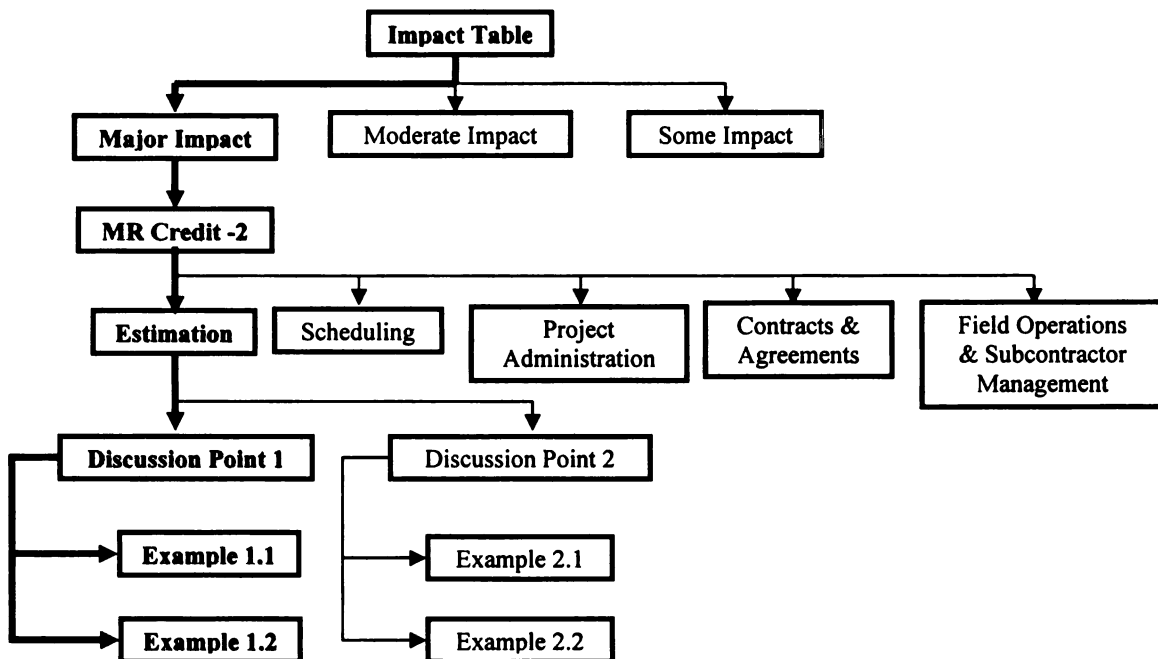 Impact Table
Major Impact
Moderate Impact
Some Impact
MR Credit -2
Estimation
Scheduling
Project
Administration
Contracts &
Agreements
Field Operations
& Subcontractor
Management
Discussion Point 1
Discussion Point 2
Example 1.1
Example 2.1
Example 1.2
Example 2.2